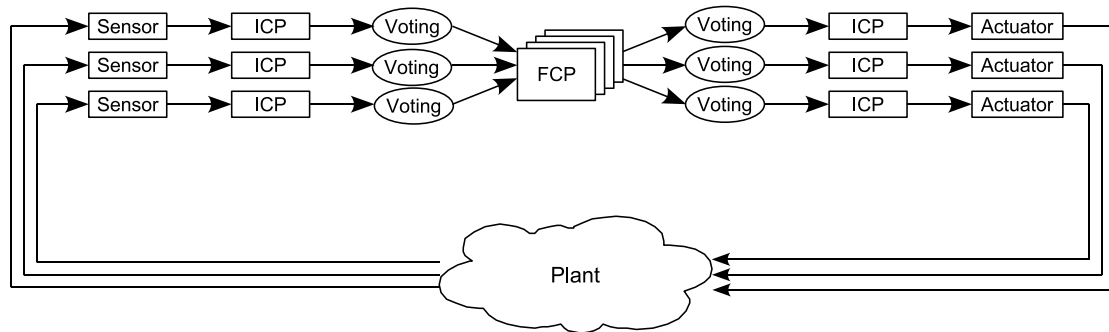 Sensor ICP Voting Voting ICP Actuator
Sensor ICP Voting FCP Voting ICP Actuator
Sensor ICP Voting Voting ICP Actuator
Plant